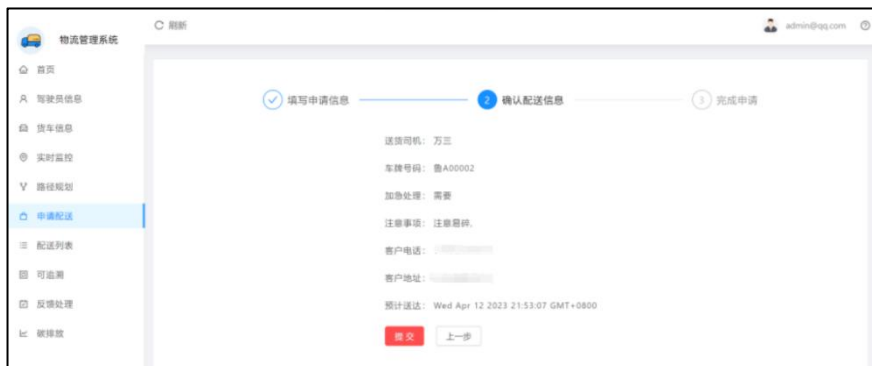 物流管理系统
刷新
admin@qq.com
首页
驾驶员信息
货车信息
实时监控
路径规划
申请配送
配送列表
可追溯
反馈处理
碳排放
填写申请信息
2 确认配送信息
3 完成申请
送货司机: 万三
车牌号码: 鲁A00002
加急处理: 需要
注意事项: 注意易碎.
客户电话:
客户地址:
预计送达: Wed Apr 12 2023 21:53:07 GMT+0800
提交
上一步